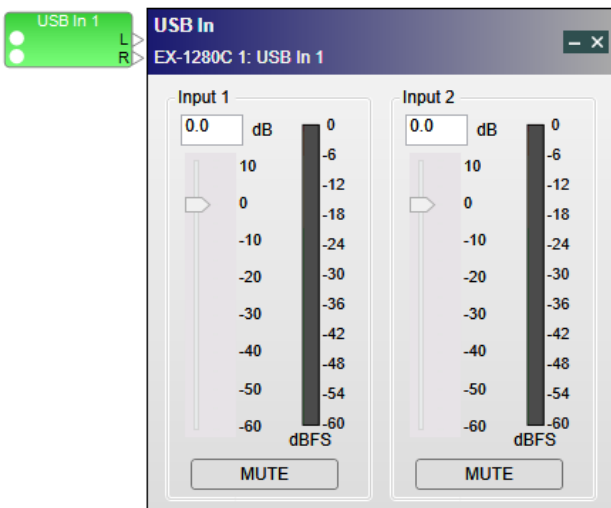 USB In 1
L
R
USB In
EX-1280C 1: USB In 1
Input 1
0.0 dB
10
0
-10
-20
-30
-40
-50
-60
0
-6
-12
-18
-24
-30
-36
-42
-48
-54
-60
dBFS
MUTE
Input 2
0.0 dB
10
0
-10
-20
-30
-40
-50
-60
0
-6
-12
-18
-24
-30
-36
-42
-48
-54
-60
dBFS
MUTE